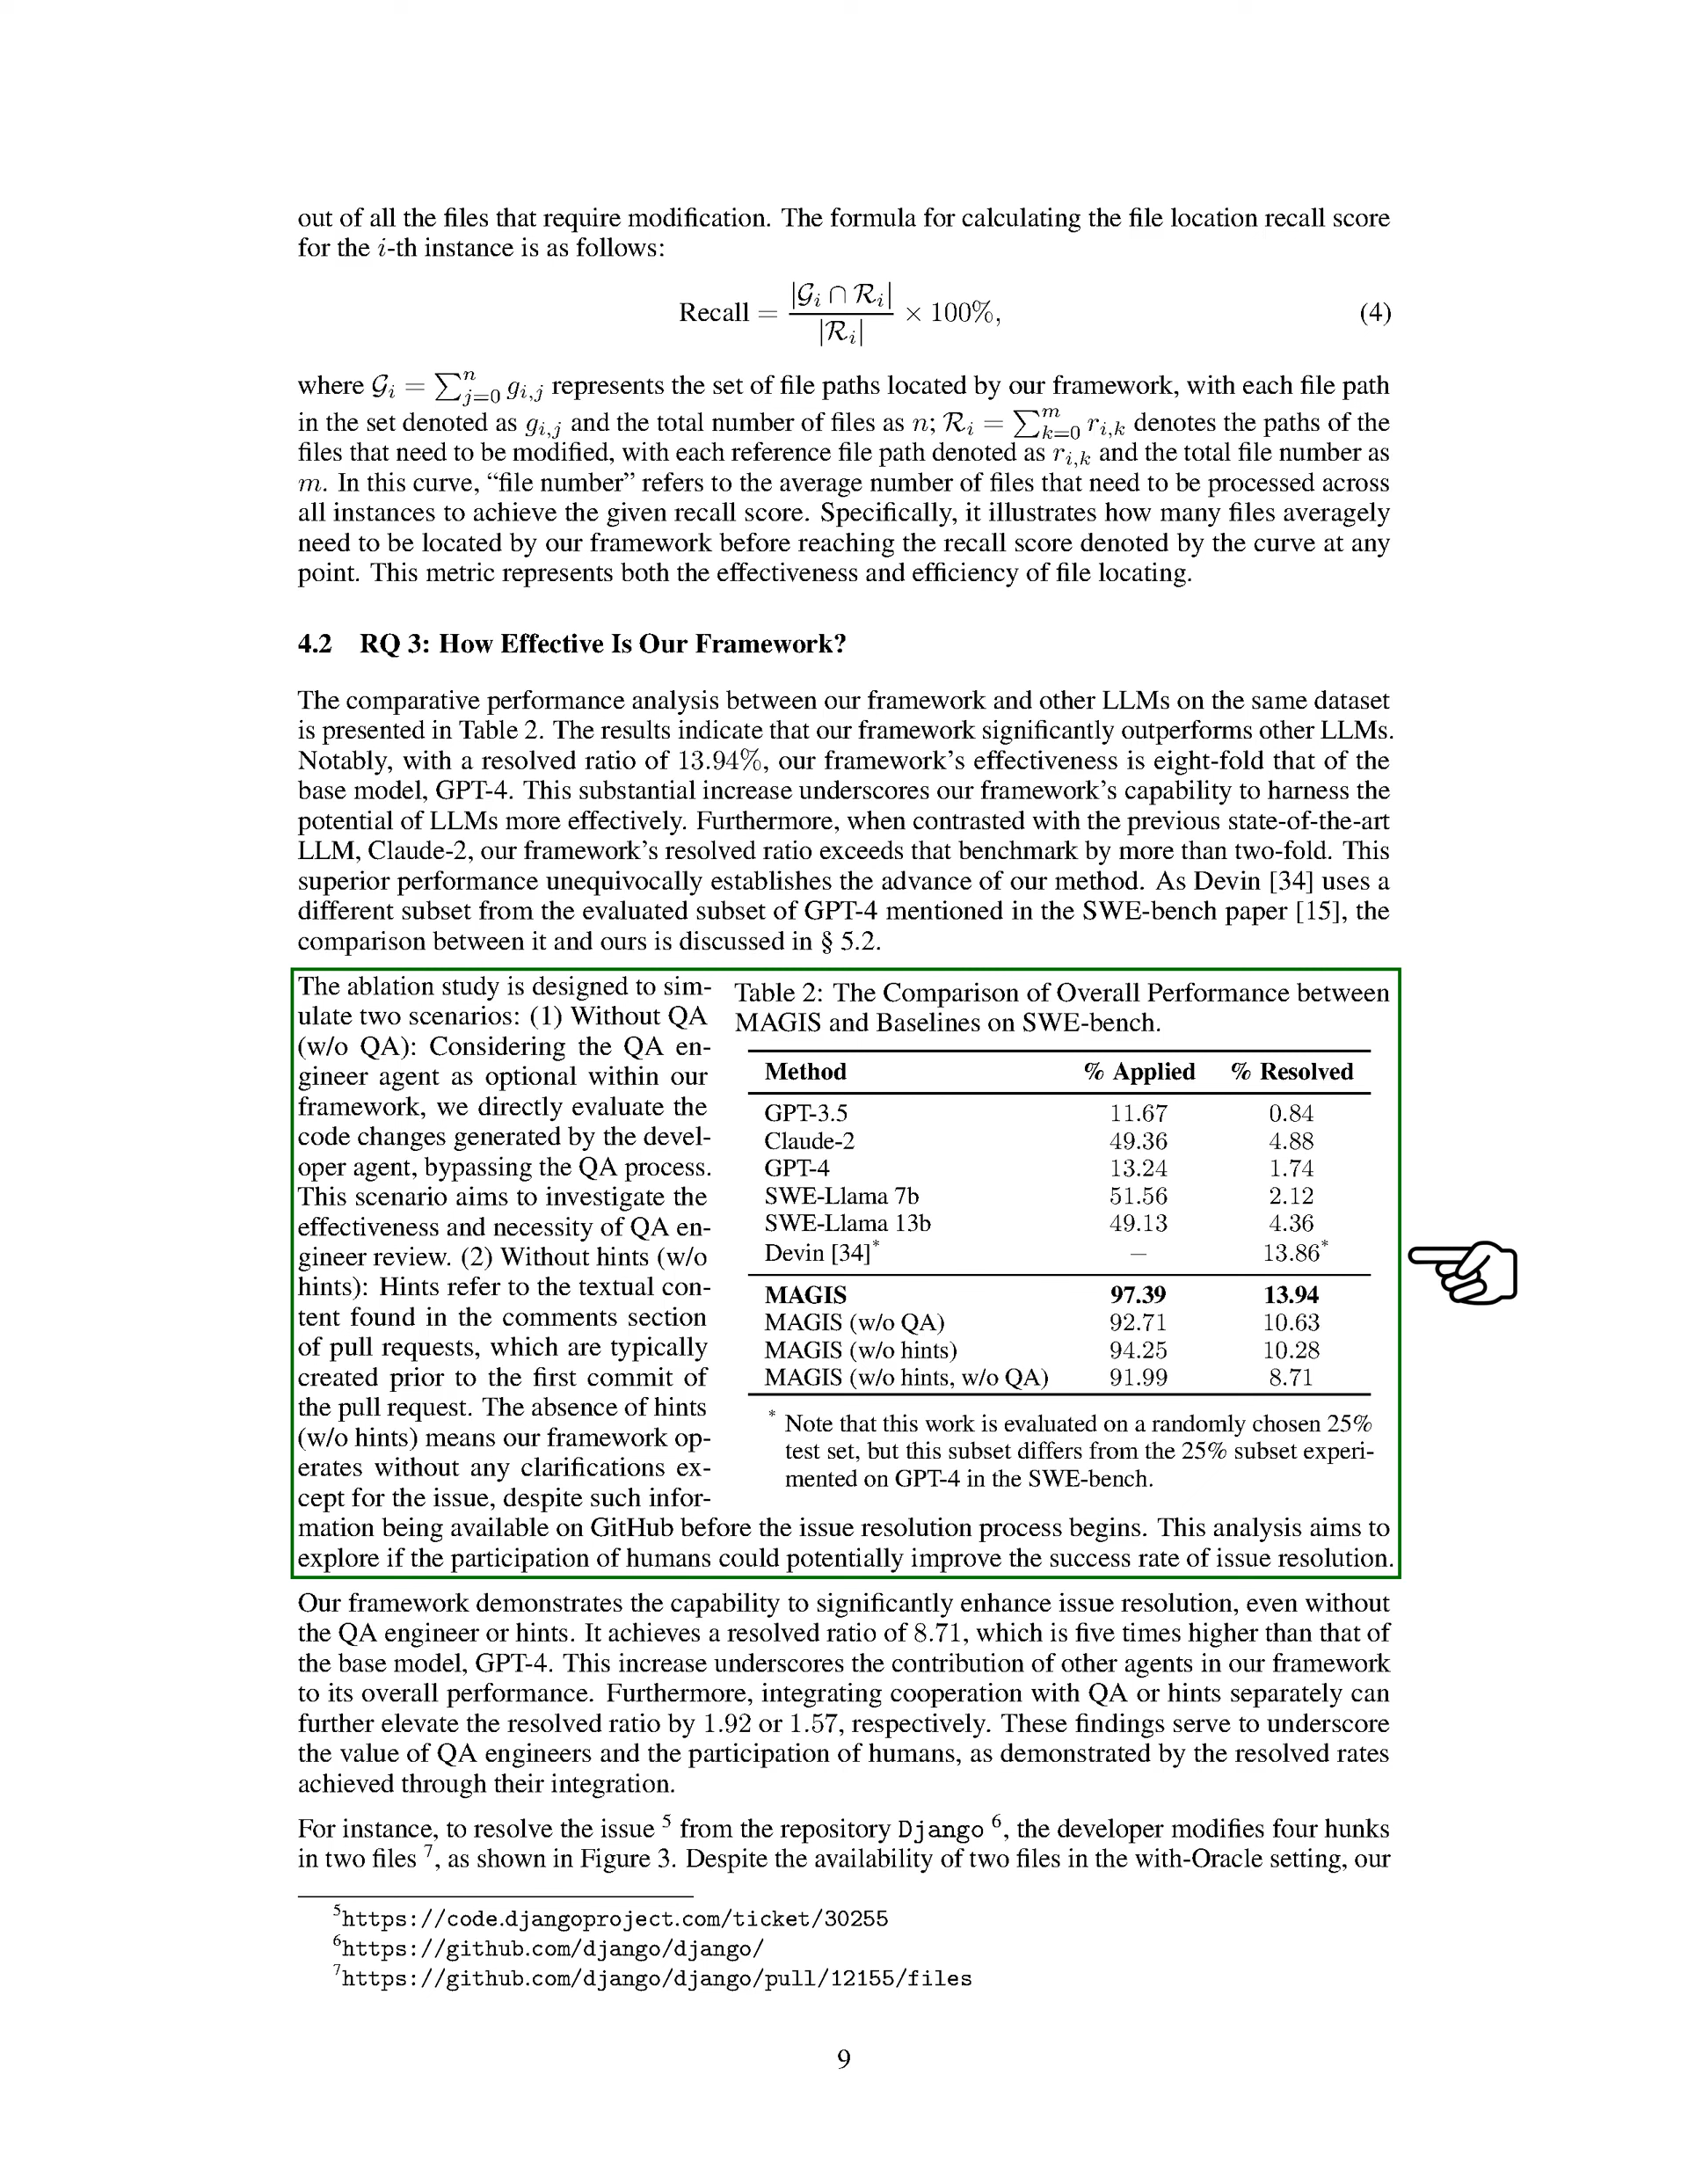 out of all the files that require modification. The formula for calculating the file location recall score
for the i-th instance is as follows:
Recall = |𝒢ᵢ ∩ ℛᵢ| / |ℛᵢ| × 100%, (4)
where 𝒢ᵢ = ∑ⁿⱼ₌₀ gᵢ,ⱼ represents the set of file paths located by our framework, with each file path
in the set denoted as gᵢ,ⱼ and the total number of files as n; ℛᵢ = ∑ᵐₖ₌₀ rᵢ,ₖ denotes the paths of the
files that need to be modified, with each reference file path denoted as rᵢ,ₖ and the total file number as
m. In this curve, “file number” refers to the average number of files that need to be processed across
all instances to achieve the given recall score. Specifically, it illustrates how many files averagely
need to be located by our framework before reaching the recall score denoted by the curve at any
point. This metric represents both the effectiveness and efficiency of file locating.
4.2 RQ 3: How Effective Is Our Framework?
The comparative performance analysis between our framework and other LLMs on the same dataset
is presented in Table 2. The results indicate that our framework significantly outperforms other LLMs.
Notably, with a resolved ratio of 13.94%, our framework’s effectiveness is eight-fold that of the
base model, GPT-4. This substantial increase underscores our framework’s capability to harness the
potential of LLMs more effectively. Furthermore, when contrasted with the previous state-of-the-art
LLM, Claude-2, our framework’s resolved ratio exceeds that benchmark by more than two-fold. This
superior performance unequivocally establishes the advance of our method. As Devin [34] uses a
different subset from the evaluated subset of GPT-4 mentioned in the SWE-bench paper [15], the
comparison between it and ours is discussed in § 5.2.
The ablation study is designed to sim-
ulate two scenarios: (1) Without QA
(w/o QA): Considering the QA en-
gineer agent as optional within our
framework, we directly evaluate the
code changes generated by the devel-
oper agent, bypassing the QA process.
This scenario aims to investigate the
effectiveness and necessity of QA en-
gineer review. (2) Without hints (w/o
hints): Hints refer to the textual con-
tent found in the comments section
of pull requests, which are typically
created prior to the first commit of
the pull request. The absence of hints
(w/o hints) means our framework op-
erates without any clarifications ex-
cept for the issue, despite such infor-
mation being available on GitHub before the issue resolution process begins. This analysis aims to
explore if the participation of humans could potentially improve the success rate of issue resolution.
Table 2: The Comparison of Overall Performance between
MAGIS and Baselines on SWE-bench.
Method % Applied % Resolved
GPT-3.5 11.67 0.84
Claude-2 49.36 4.88
GPT-4 13.24 1.74
SWE-Llama 7b 51.56 2.12
SWE-Llama 13b 49.13 4.36
Devin [34]* – 13.86*
MAGIS 97.39 13.94
MAGIS (w/o QA) 92.71 10.63
MAGIS (w/o hints) 94.25 10.28
MAGIS (w/o hints, w/o QA) 91.99 8.71
* Note that this work is evaluated on a randomly chosen 25%
test set, but this subset differs from the 25% subset experi-
mented on GPT-4 in the SWE-bench.
Our framework demonstrates the capability to significantly enhance issue resolution, even without
the QA engineer or hints. It achieves a resolved ratio of 8.71, which is five times higher than that of
the base model, GPT-4. This increase underscores the contribution of other agents in our framework
to its overall performance. Furthermore, integrating cooperation with QA or hints separately can
further elevate the resolved ratio by 1.92 or 1.57, respectively. These findings serve to underscore
the value of QA engineers and the participation of humans, as demonstrated by the resolved rates
achieved through their integration.
For instance, to resolve the issue ⁵ from the repository Django ⁶, the developer modifies four hunks
in two files ⁷, as shown in Figure 3. Despite the availability of two files in the with-Oracle setting, our
⁵https://code.djangoproject.com/ticket/30255
⁶https://github.com/django/django/
⁷https://github.com/django/django/pull/12155/files
9